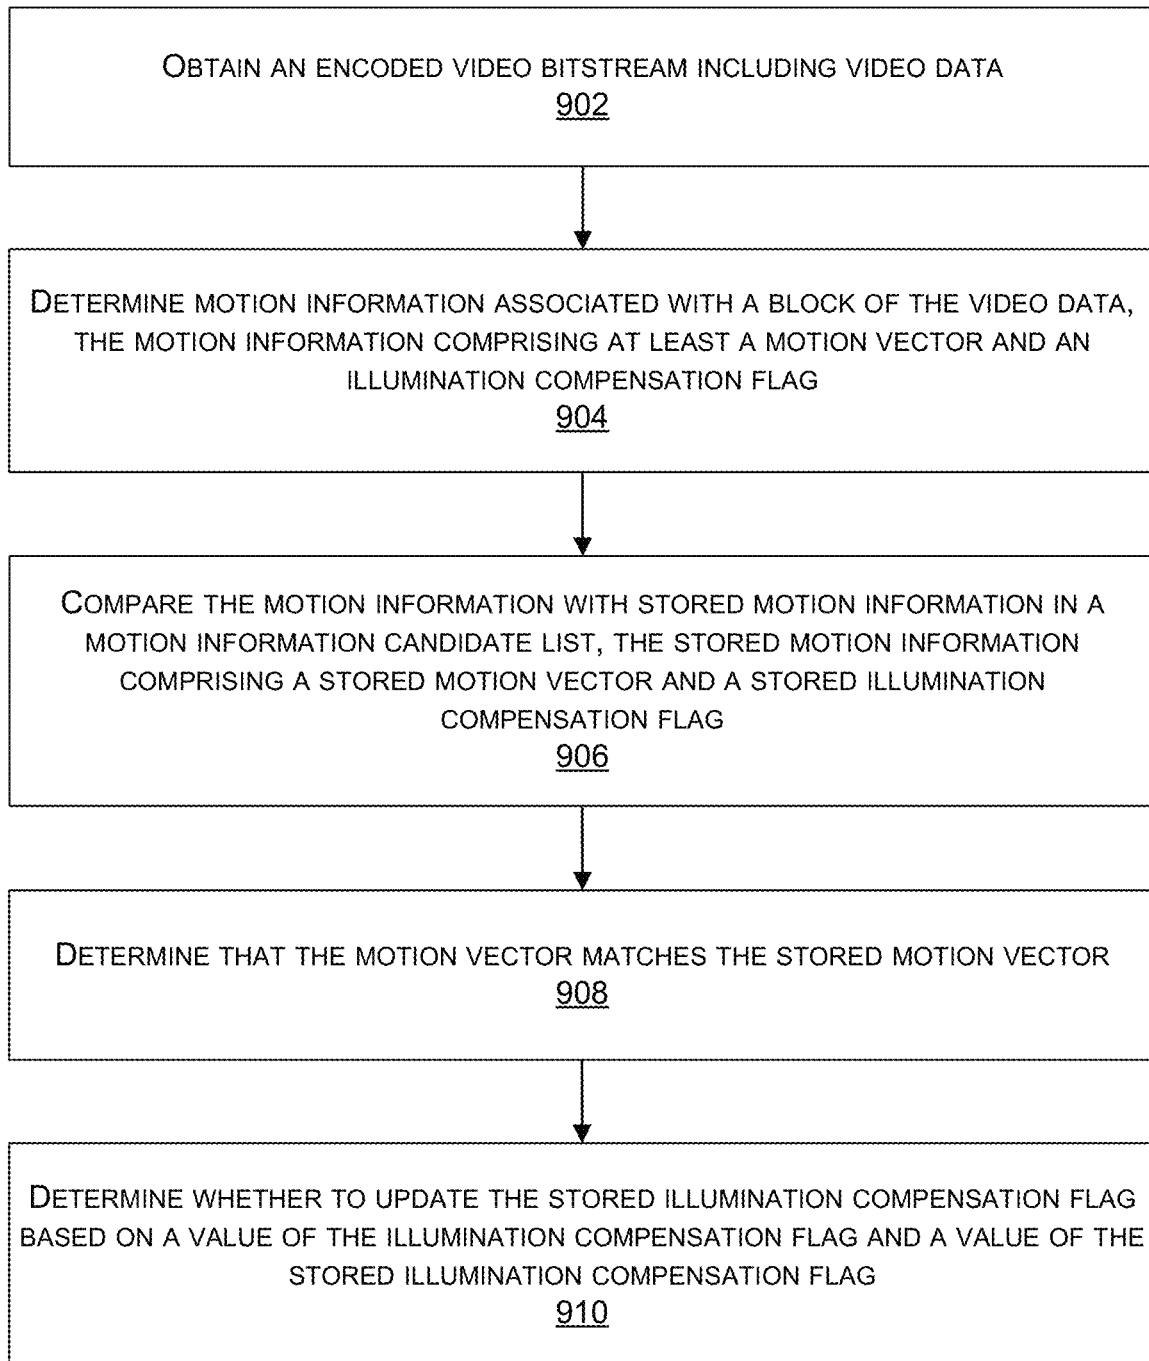 OBTAIN AN ENCODED VIDEO BITSTREAM INCLUDING VIDEO DATA
902
DETERMINE MOTION INFORMATION ASSOCIATED WITH A BLOCK OF THE VIDEO DATA,
THE MOTION INFORMATION COMPRISING AT LEAST A MOTION VECTOR AND AN
ILLUMINATION COMPENSATION FLAG
904
COMPARE THE MOTION INFORMATION WITH STORED MOTION INFORMATION IN A
MOTION INFORMATION CANDIDATE LIST, THE STORED MOTION INFORMATION
COMPRISING A STORED MOTION VECTOR AND A STORED ILLUMINATION
COMPENSATION FLAG
906
DETERMINE THAT THE MOTION VECTOR MATCHES THE STORED MOTION VECTOR
908
DETERMINE WHETHER TO UPDATE THE STORED ILLUMINATION COMPENSATION FLAG
BASED ON A VALUE OF THE ILLUMINATION COMPENSATION FLAG AND A VALUE OF THE
STORED ILLUMINATION COMPENSATION FLAG
910